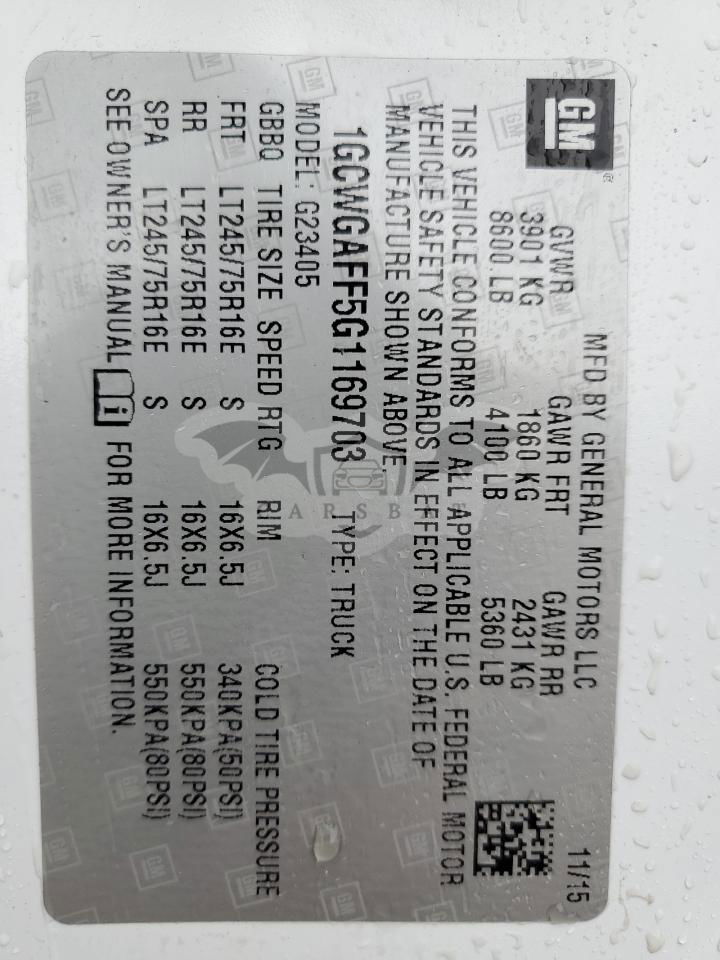 GM
MFD BY GENERAL MOTORS LLC 11/15
GVWR GAWR FRT GAWR RR
3901 KG 1860 KG 2431 KG
8600 LB 4100 LB 5360 LB
THIS VEHICLE CONFORMS TO ALL APPLICABLE U.S. FEDERAL MOTOR
VEHICLE SAFETY STANDARDS IN EFFECT ON THE DATE OF
MANUFACTURE SHOWN ABOVE.
1GCWGAFF5G1169703 TYPE: TRUCK
MODEL: G23405
GBBQ TIRE SIZE SPEED RTG RIM COLD TIRE PRESSURE
FRT LT245/75R16E S 16X6.5J 340KPA(50PSI)
RR LT245/75R16E S 16X6.5J 550KPA(80PSI)
SPA LT245/75R16E S 16X6.5J 550KPA(80PSI)
SEE OWNER'S MANUAL FOR MORE INFORMATION.